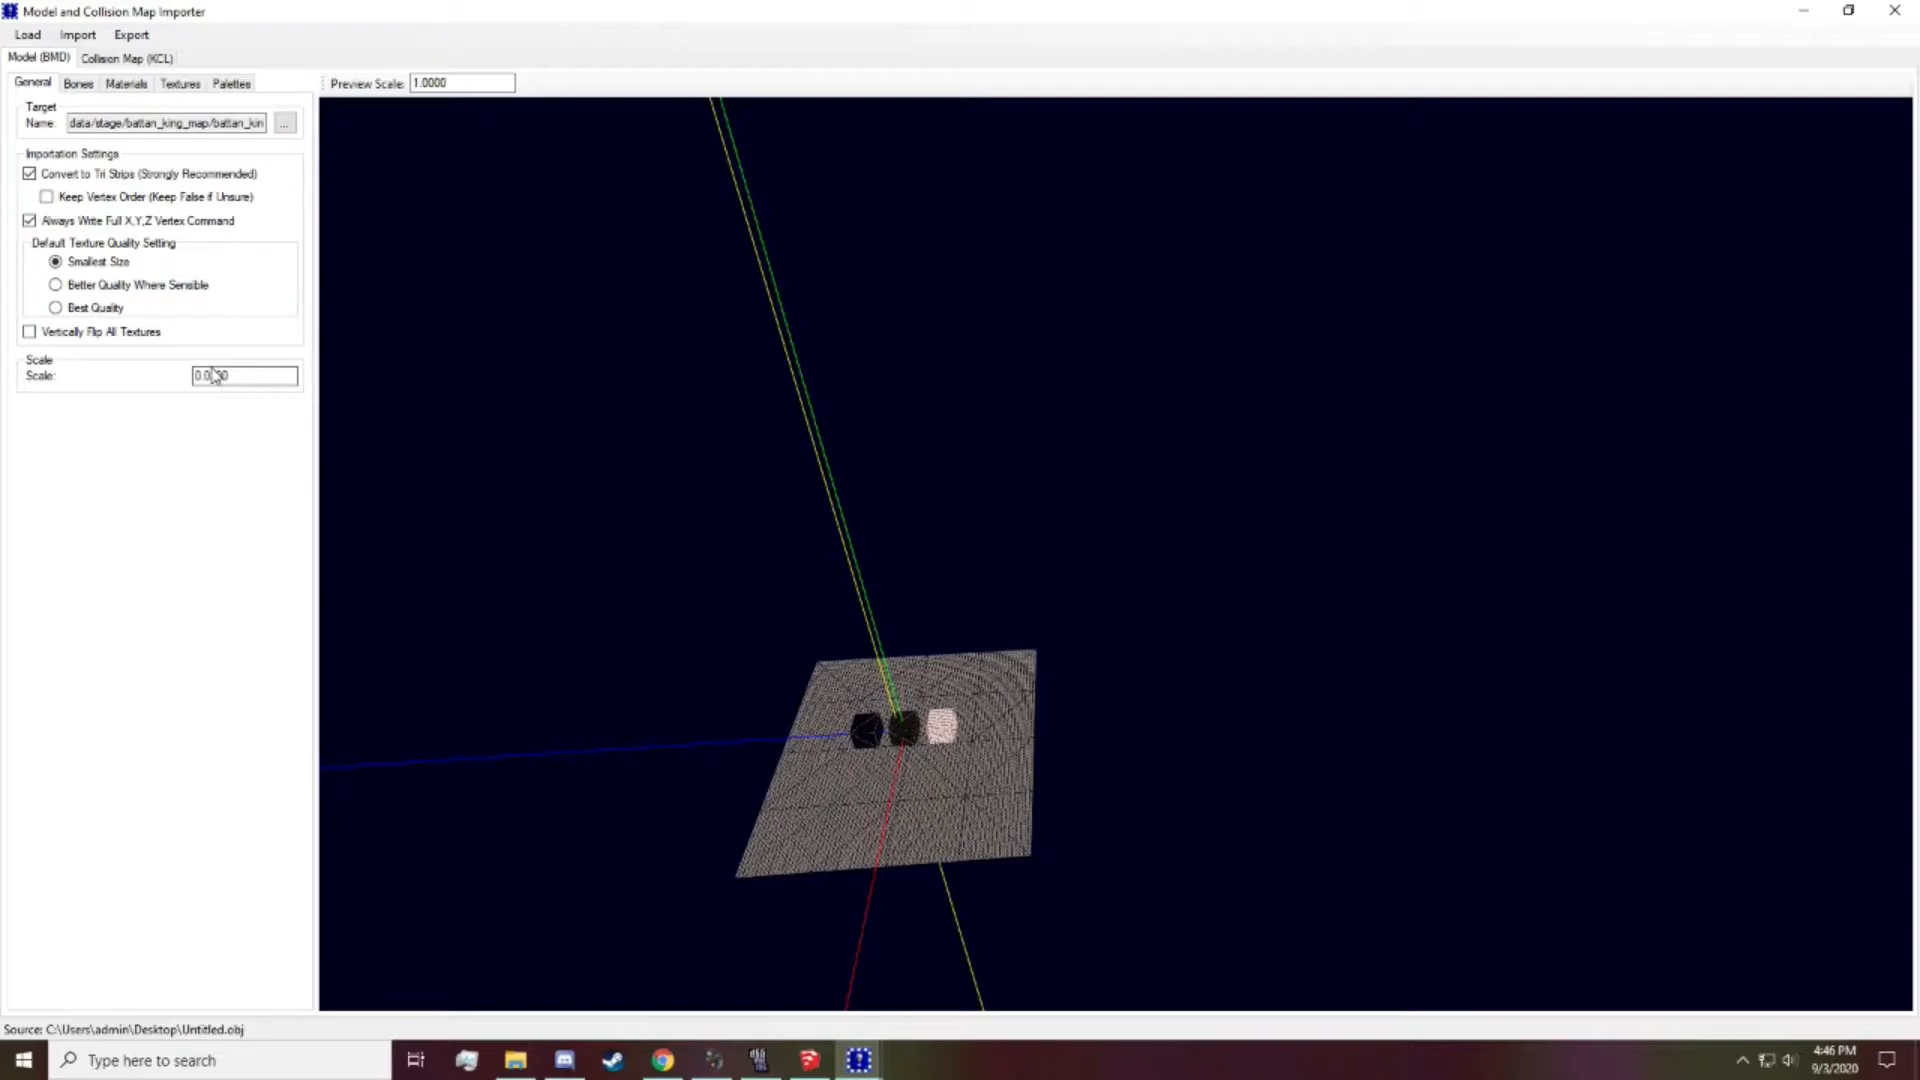 Model and Collision Map Importer
Load Import Export
Model (BMD) Collision Map (KCL)
General Bones Materials Textures Palettes
Preview Scale: 1.0000
Target
Name: data/stage/battan_king_map/battan_kin ...
Importation Settings
Convert to Tri Strips (Strongly Recommended)
Keep Vertex Order (Keep False if Unsure)
Always Write Full X,Y,Z Vertex Command
Default Texture Quality Setting
Smallest Size
Better Quality Where Sensible
Best Quality
Vertically Flip All Textures
Scale
Scale:
Source: C:\Users\admin\Desktop\Untitled.obj
Type here to search
4:46 PM
9/3/2020